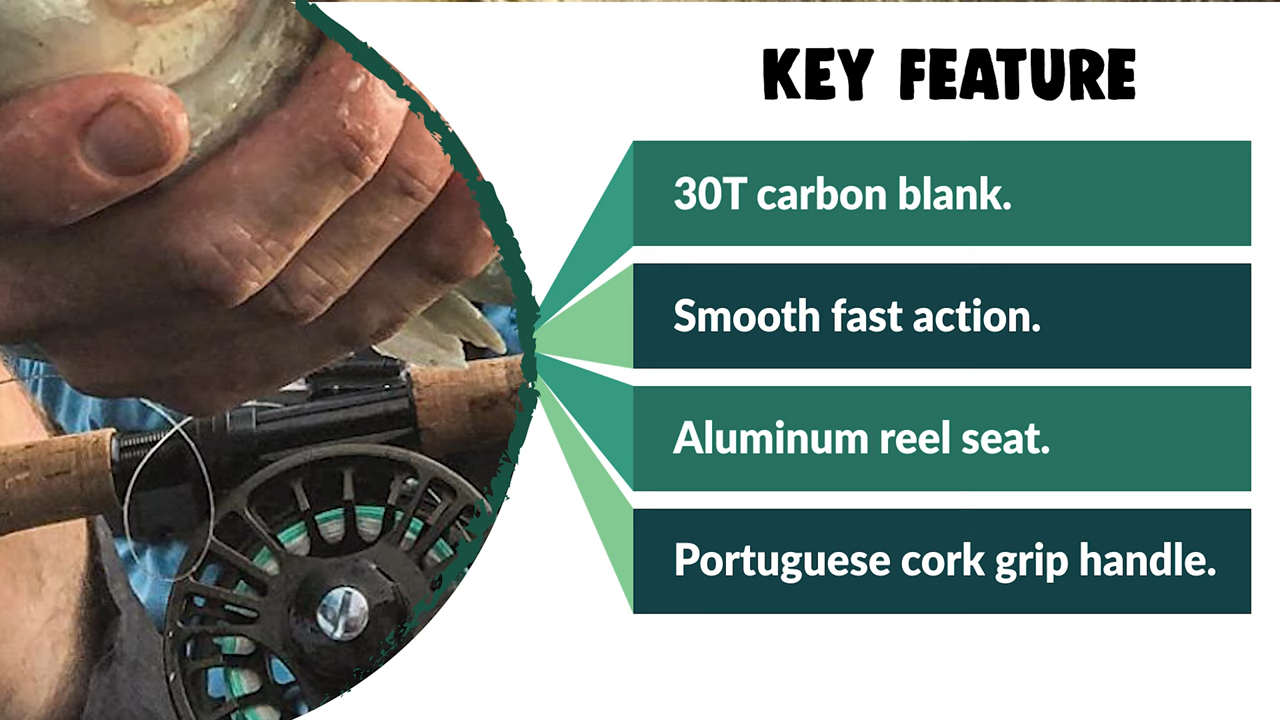 KEY FEATURE
30T carbon blank.
Smooth fast action.
Aluminum reel seat.
Portuguese cork grip handle.